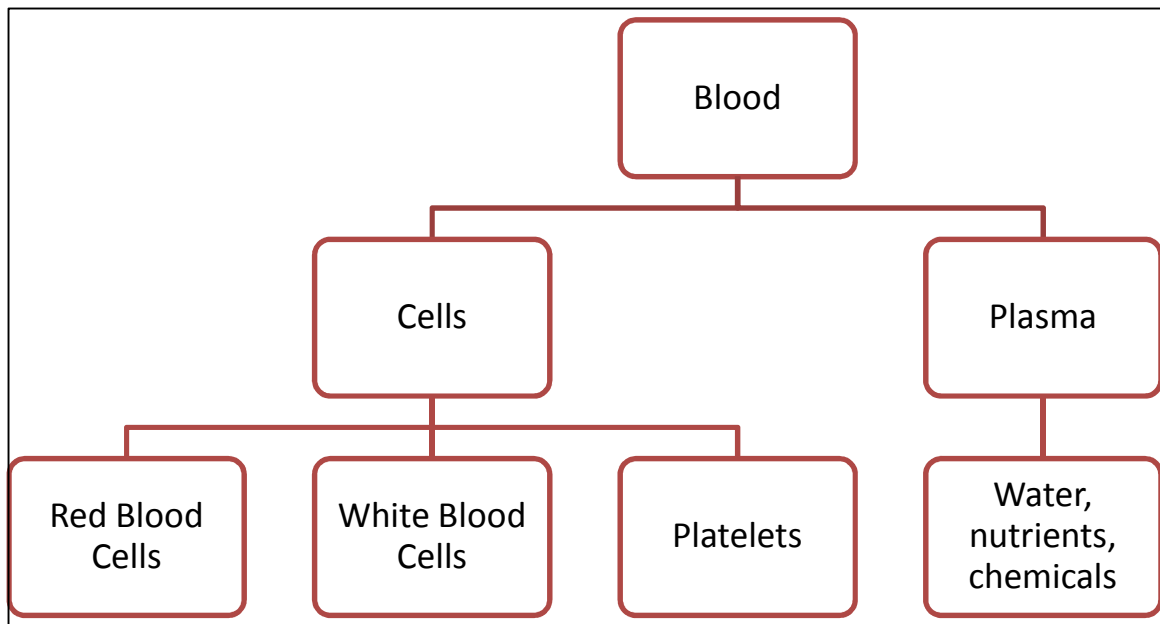 Blood
Cells
Plasma
Red Blood
Cells
White Blood
Cells
Platelets
Water,
nutrients,
chemicals